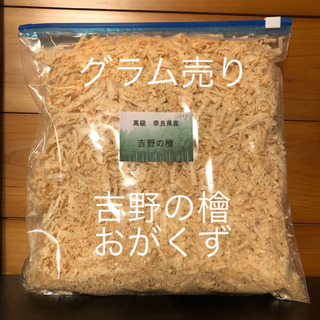 グラム売り
高級 奈良県産
吉野の檜
吉野の檜
おがくず